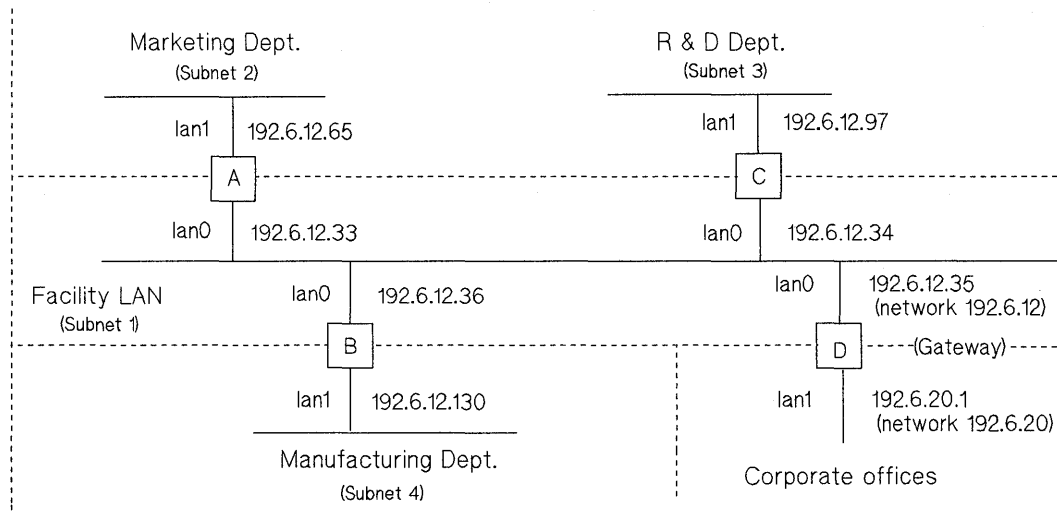 Marketing Dept.
(Subnet 2)
R & D Dept.
(Subnet 3)
lan1
192.6.12.65
lan1
192.6.12.97
A
C
lan0
192.6.12.33
lan0
192.6.12.34
Facility LAN
(Subnet 1)
lan0
192.6.12.36
lan0
192.6.12.35
(network 192.6.12)
B
D
(Gateway)
lan1
192.6.12.130
lan1
192.6.20.1
(network 192.6.20)
Manufacturing Dept.
(Subnet 4)
Corporate offices